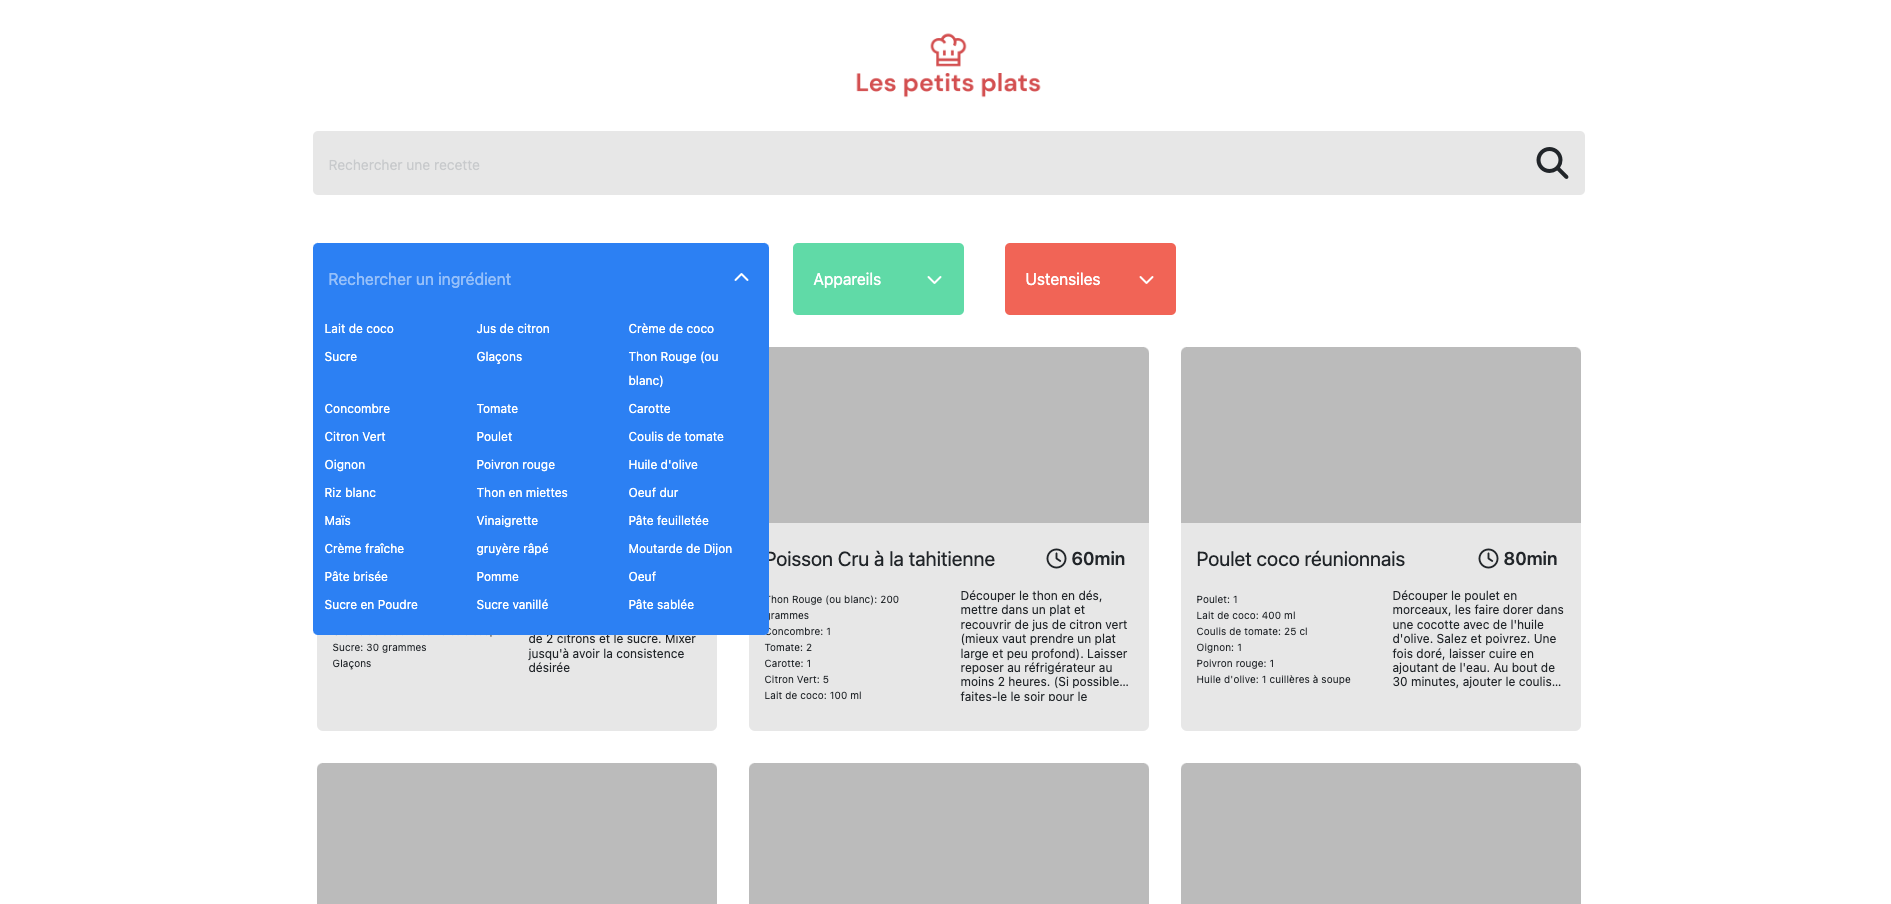 Les petits plats
Rechercher une recette
Rechercher un ingrédient
Appareils
Ustensiles
Lait de coco
Jus de citron
Crème de coco
Sucre
Glaçons
Thon Rouge (ou
blanc)
Concombre
Tomate
Carotte
Citron Vert
Poulet
Coulis de tomate
Oignon
Poivron rouge
Huile d'olive
Riz blanc
Thon en miettes
Oeuf dur
Maïs
Vinaigrette
Pâte feuilletée
Crème fraîche
gruyère râpé
Moutarde de Dijon
Pâte brisée
Pomme
Oeuf
Sucre en Poudre
Sucre vanillé
Pâte sablée
Sucre: 30 grammes
Glaçons
de 2 citrons et le sucre. Mixer
jusqu'à avoir la consistence
désirée
Poisson Cru à la tahitienne
60min
Thon Rouge (ou blanc): 200
grammes
Concombre: 1
Tomate: 2
Carotte: 1
Citron Vert: 5
Lait de coco: 100 ml
Découper le thon en dés,
mettre dans un plat et
recouvrir de jus de citron vert
(mieux vaut prendre un plat
large et peu profond). Laisser
reposer au réfrigérateur au
moins 2 heures. (Si possible...
faites-le le soir pour le
Poulet coco réunionnais
80min
Poulet: 1
Lait de coco: 400 ml
Coulis de tomate: 25 cl
Oignon: 1
Poivron rouge: 1
Huile d'olive: 1 cuillères à soupe
Découper le poulet en
morceaux, les faire dorer dans
une cocotte avec de l'huile
d'olive. Salez et poivrez. Une
fois doré, laisser cuire en
ajoutant de l'eau. Au bout de
30 minutes, ajouter le coulis...